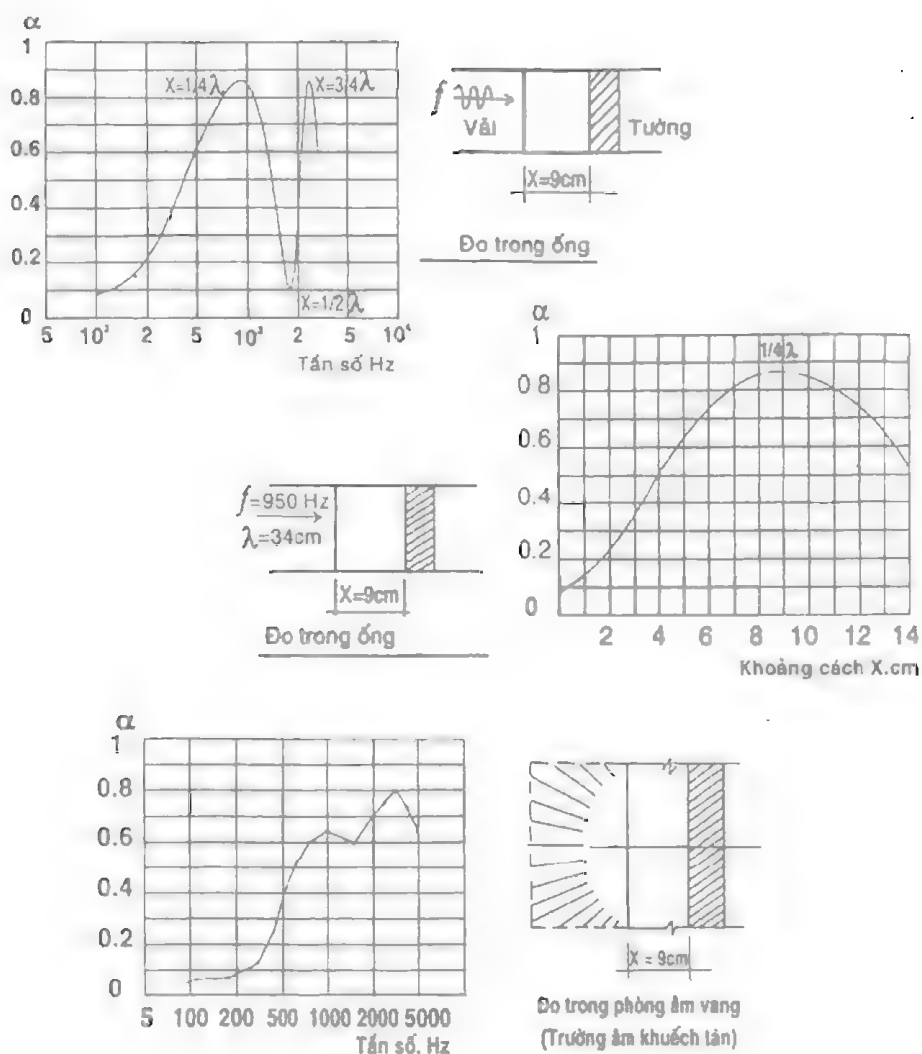 α
1
0.8
0.6
0.4
0.2
0
X=1/4λ
X=3/4λ
X=1/2λ
5 10² 2 5 10³ 2 5 10⁴
Tần số Hz
f
Vải
Tường
X=9cm
Đo trong ống
α
1
0.8
0.6
0.4
0.2
0
1/4λ
2 4 6 8 10 12 14
Khoảng cách X.cm
f=950 Hz
λ=34cm
X=9cm
Đo trong ống
α
1
0.8
0.6
0.4
0.2
0
5 100 200 500 1000 2000 5000
Tần số. Hz
X = 9cm
Đo trong phòng âm vang
(Trường âm khuếch tán)